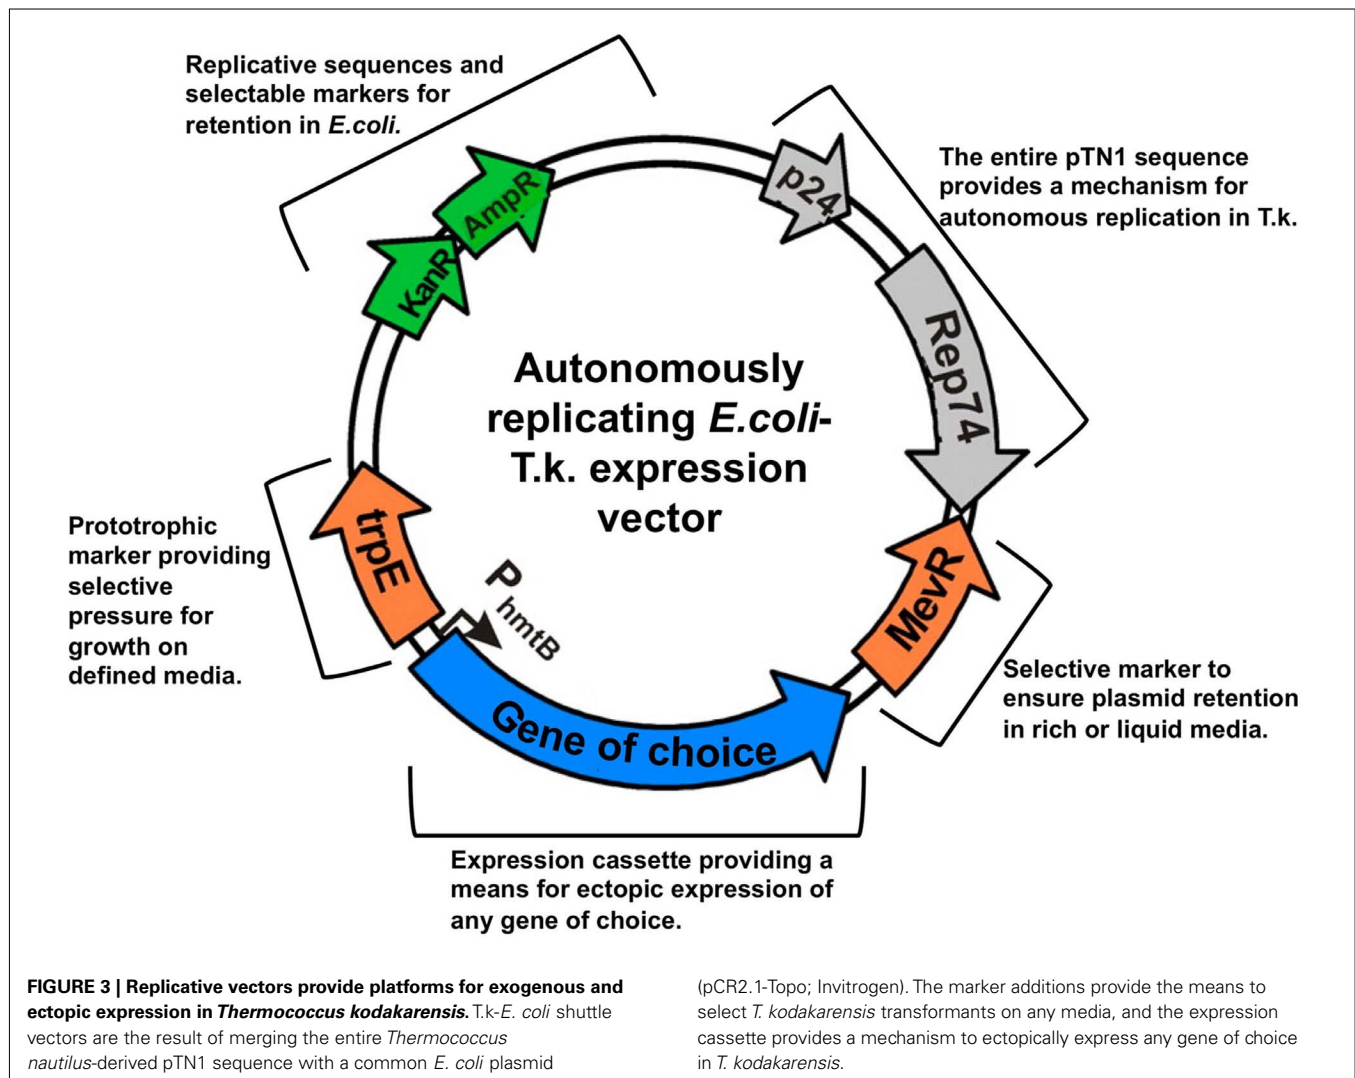 Replicative sequences and
selectable markers for
retention in E.coli.
The entire pTN1 sequence
provides a mechanism for
autonomous replication in T.k.
p24
AmpR
KanR
Rep74
Autonomously
replicating E.coli-
T.k. expression
vector
Prototrophic
marker providing
selective
pressure for
growth on
defined media.
trpE
P hmtB
MevR
Selective marker to
ensure plasmid retention
in rich or liquid media.
Gene of choice
Expression cassette providing a
means for ectopic expression of
any gene of choice.
FIGURE 3 | Replicative vectors provide platforms for exogenous and
ectopic expression in Thermococcus kodakarensis. T.k-E. coli shuttle
vectors are the result of merging the entire Thermococcus
nautilus-derived pTN1 sequence with a common E. coli plasmid
(pCR2.1-Topo; Invitrogen). The marker additions provide the means to
select T. kodakarensis transformants on any media, and the expression
cassette provides a mechanism to ectopically express any gene of choice
in T. kodakarensis.